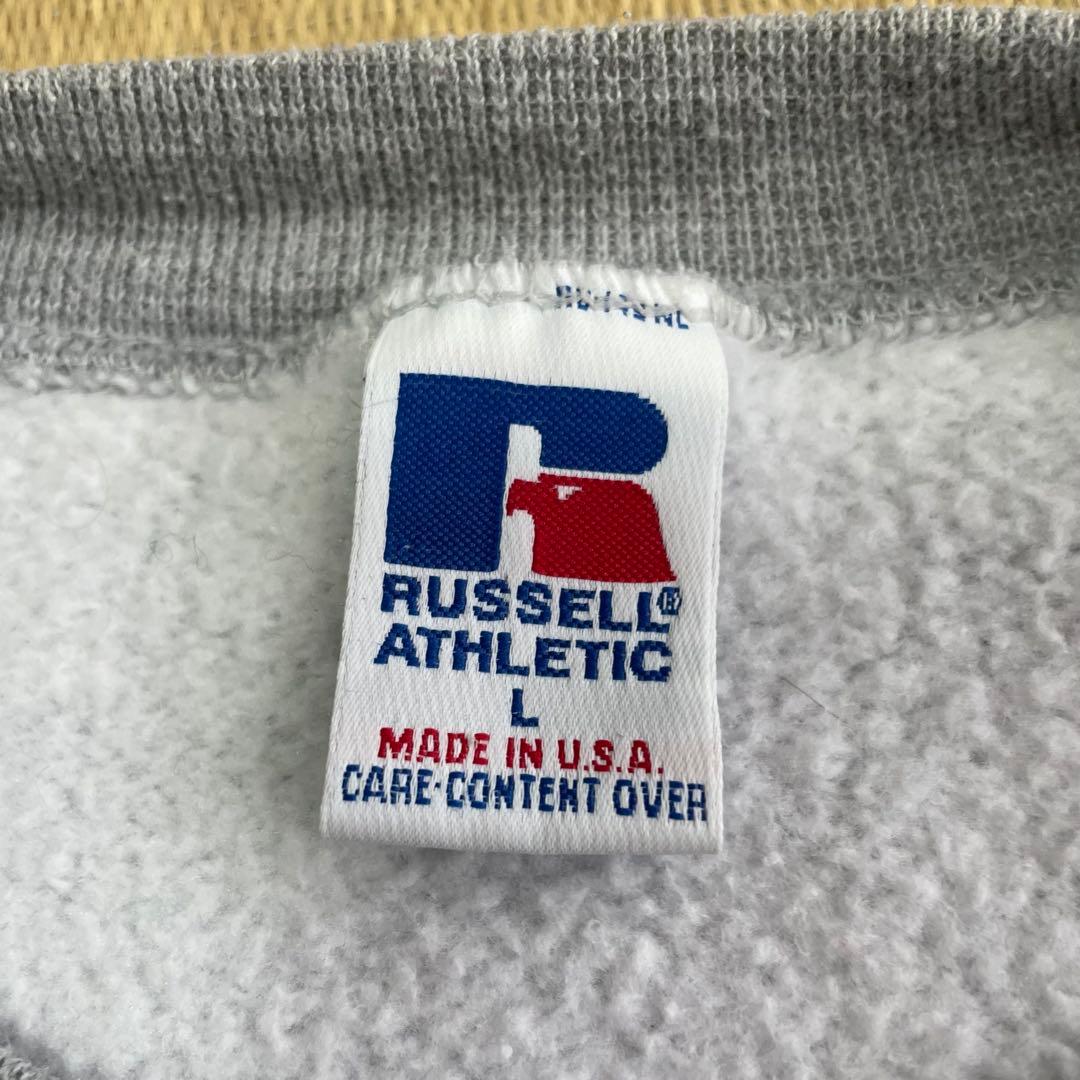 RUSSELL®
ATHLETIC
L
MADE IN U.S.A.
CARE-CONTENT OVER